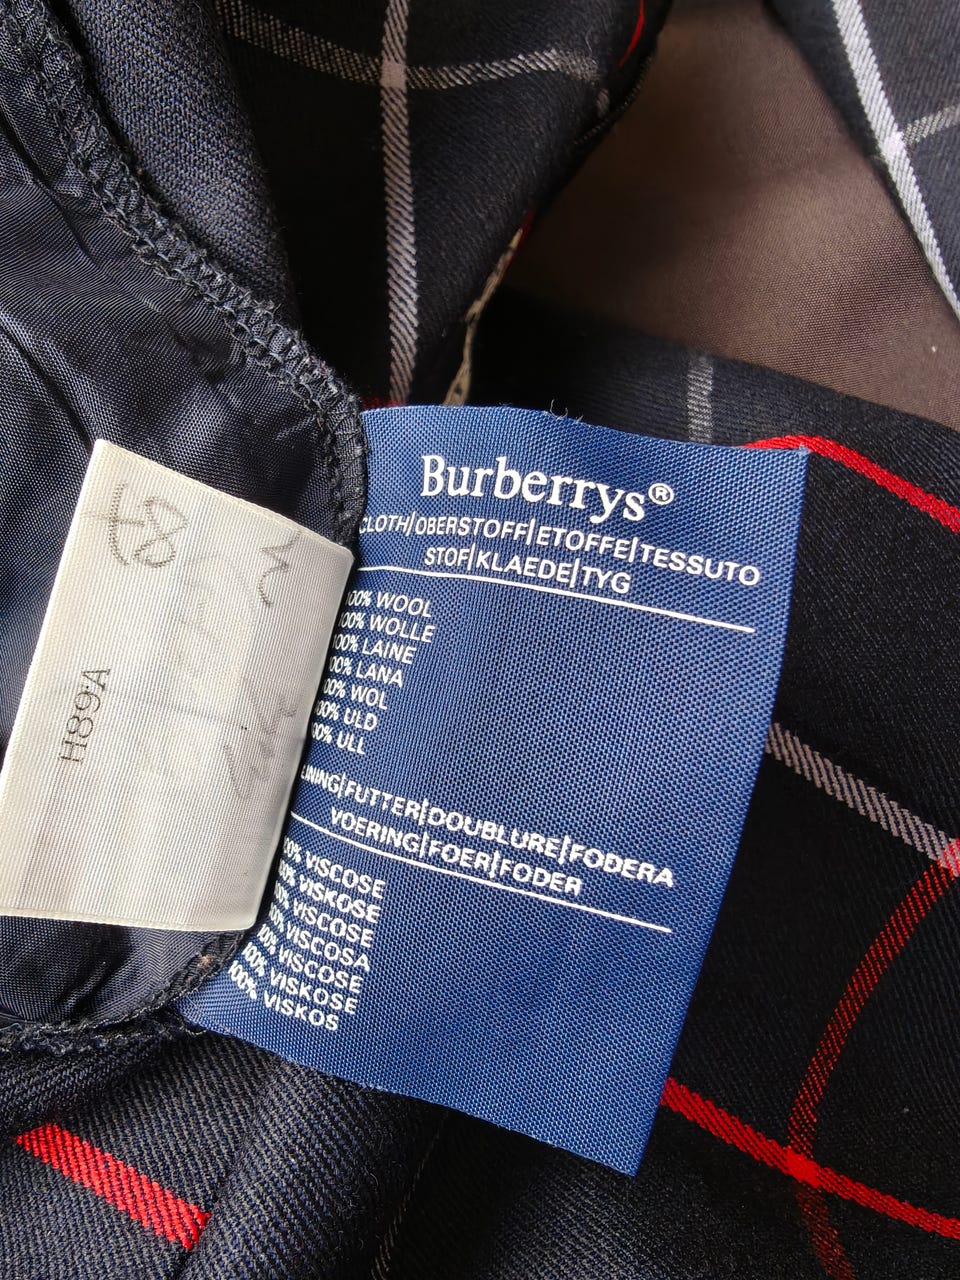 Burberrys®
CLOTH|OBERSTOFF|ETOFFE|TESSUTO
STOF|KLAEDE|TYG
100% WOOL
100% WOLLE
100% LAINE
100% LANA
100% WOL
100% ULD
100% ULL
LINING|FUTTER|DOUBLURE|FODERA
VOERING|FOER|FODER
100% VISCOSE
100% VISKOSE
100% VISCOSE
100% VISCOSA
100% VISCOSE
100% VISKOSE
100% VISKOS
H89A